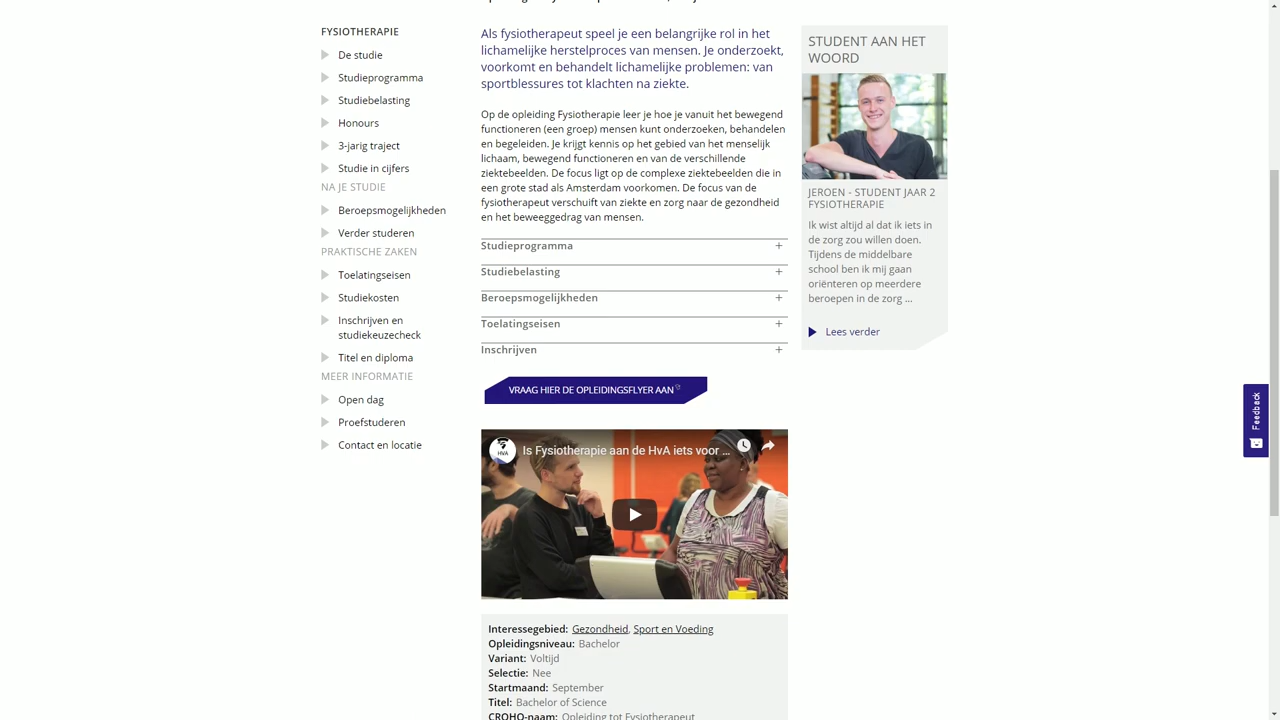 FYSIOTHERAPIE
De studie
Studieprogramma
Studiebelasting
Honours
3-jarig traject
Studie in cijfers
NA JE STUDIE
Beroepsmogelijkheden
Verder studeren
PRAKTISCHE ZAKEN
Toelatingseisen
Studiekosten
Inschrijven en
studiekeuzecheck
Titel en diploma
MEER INFORMATIE
Open dag
Proefstuderen
Contact en locatie
Als fysiotherapeut speel je een belangrijke rol in het
lichamelijke herstelproces van mensen. Je onderzoekt,
voorkomt en behandelt lichamelijke problemen: van
sportblessures tot klachten na ziekte.
Op de opleiding Fysiotherapie leer je hoe je vanuit het bewegend
functioneren (een groep) mensen kunt onderzoeken, behandelen
en begeleiden. Je krijgt kennis op het gebied van het menselijk
lichaam, bewegend functioneren en van de verschillende
ziektebeelden. De focus ligt op de complexe ziektebeelden die in
een grote stad als Amsterdam voorkomen. De focus van de
fysiotherapeut verschuift van ziekte en zorg naar de gezondheid
en het beweeggedrag van mensen.
Studieprogramma +
Studiebelasting +
Beroepsmogelijkheden +
Toelatingseisen +
Inschrijven +
VRAAG HIER DE OPLEIDINGSFLYER AAN
HVA
Is Fysiotherapie aan de HvA iets voor ...
Interessegebied: Gezondheid, Sport en Voeding
Opleidingsniveau: Bachelor
Variant: Voltijd
Selectie: Nee
Startmaand: September
Titel: Bachelor of Science
CROHO-naam: Opleiding tot Fysiotherapeut
STUDENT AAN HET
WOORD
JEROEN - STUDENT JAAR 2
FYSIOTHERAPIE
Ik wist altijd al dat ik iets in
de zorg zou willen doen.
Tijdens de middelbare
school ben ik mij gaan
oriënteren op meerdere
beroepen in de zorg ...
Lees verder
Feedback